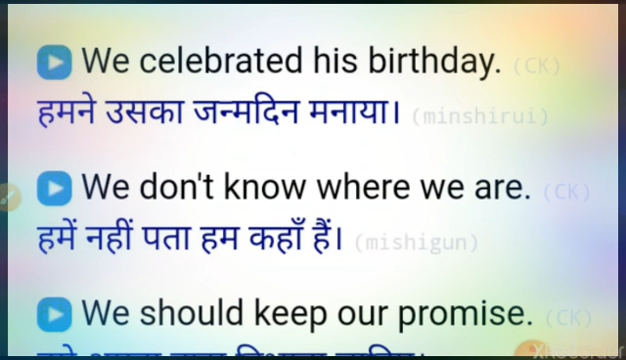 We celebrated his birthday. (CK)
हमने उसका जन्मदिन मनाया। (minshirui)
We don't know where we are. (CK)
हमें नहीं पता हम कहाँ हैं। (mishigun)
We should keep our promise. (CK)